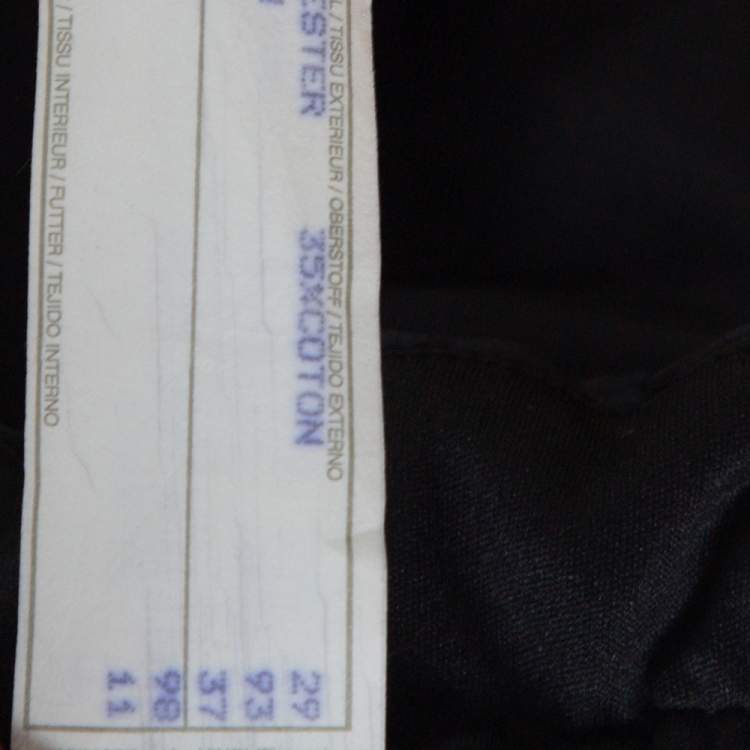 / TISSU EXTERIEUR / OBERSTOFF / TEJIDO EXTERNO
ESTER 35%COTON 29
93
37
98
11
/ TISSU INTERIEUR / FUTTER / TEJIDO INTERNO